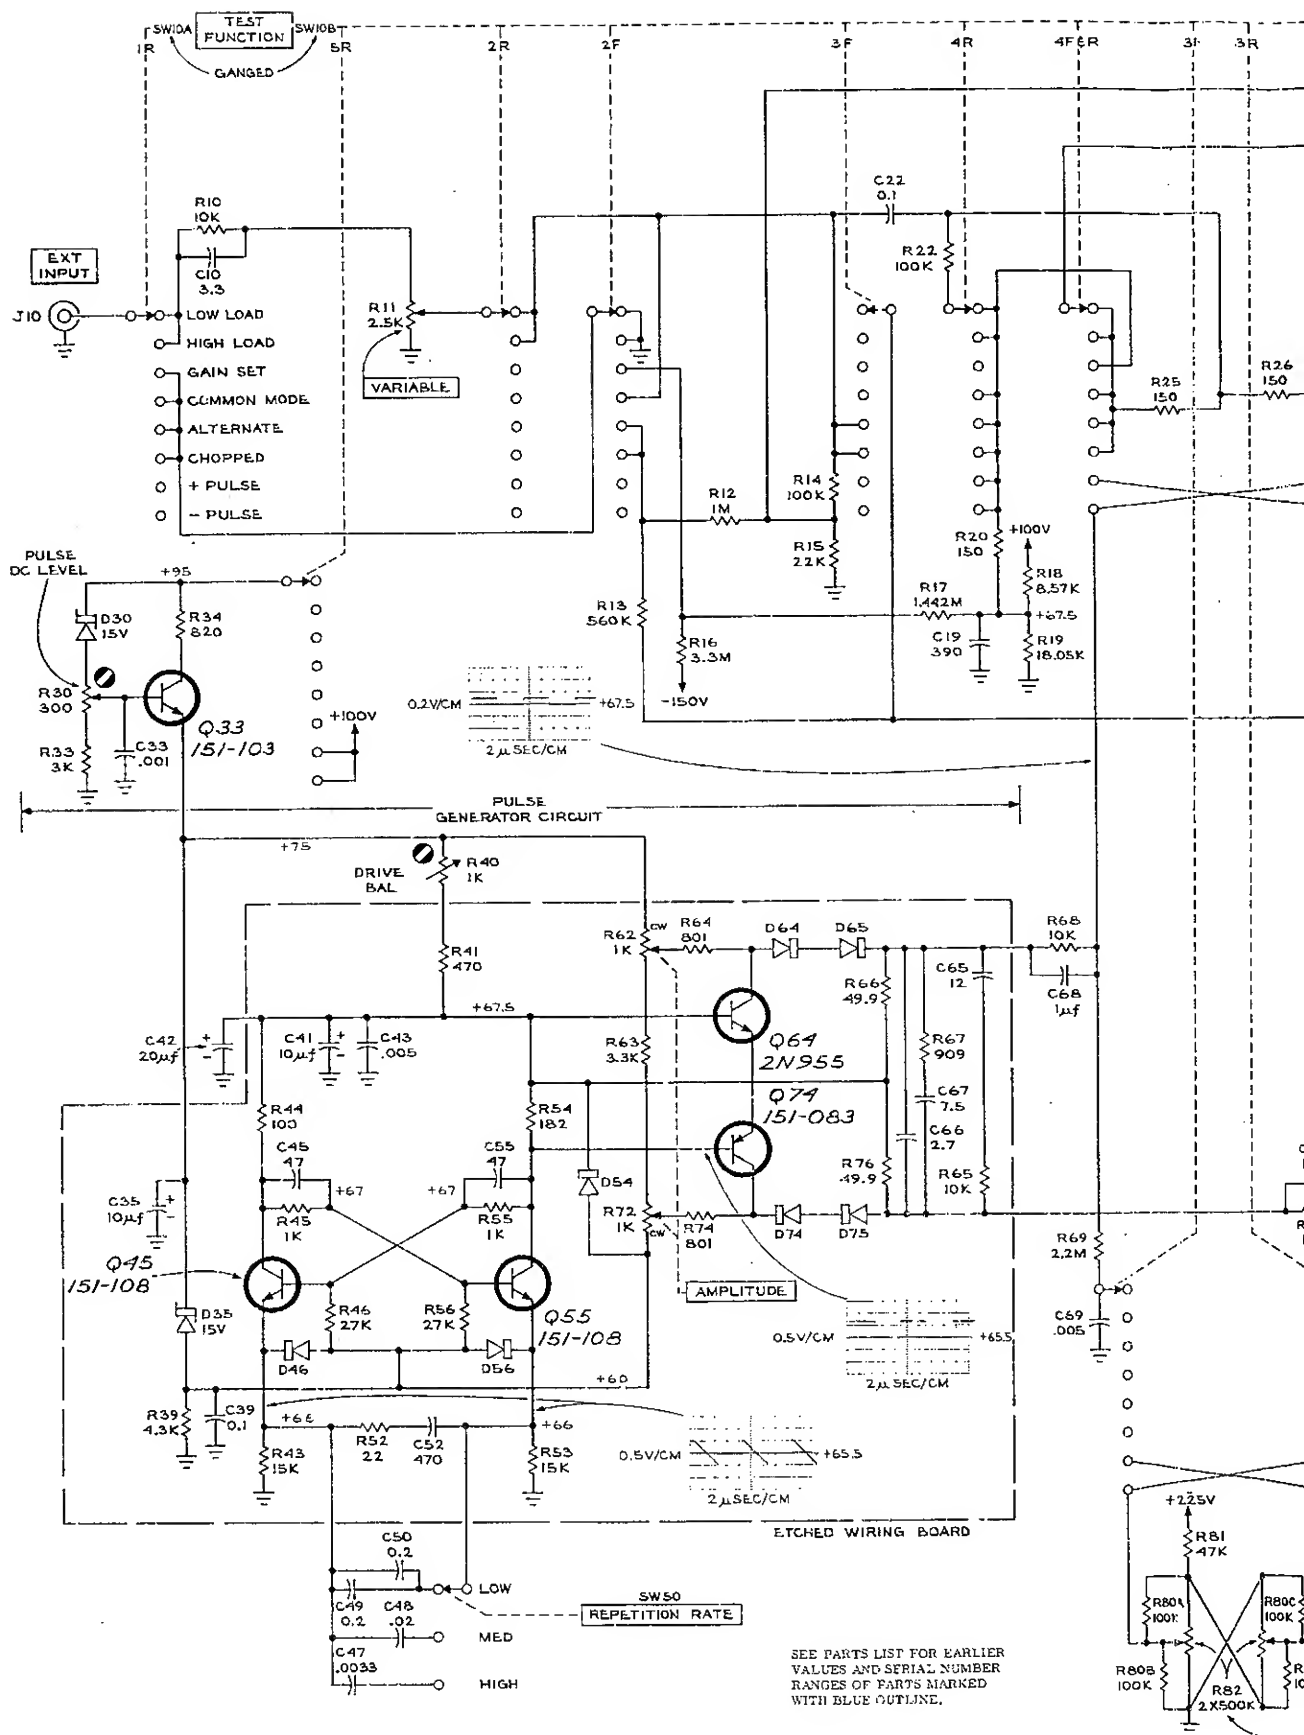 SW10A
TEST
FUNCTION
SW10B
GANGED
1R
5R
2R
2F
3F
4R
4F&R
3R
C22
0.1
R10
10K
C10
3.3
EXT
INPUT
J10
R11
2.5K
VARIABLE
R22
100K
LOW LOAD
HIGH LOAD
GAIN SET
COMMON MODE
ALTERNATE
CHOPPED
+ PULSE
- PULSE
R25
150
R26
150
R12
1M
R14
100K
R15
22K
R20
150
+100V
R18
8.57K
R17
1.442M
+67.5
R13
560K
R16
3.3M
-150V
C19
390
R19
18.05K
PULSE
DC LEVEL
+95
D30
15V
R34
820
R30
300
R33
3K
C33
.001
Q33
151-103
+100V
0.2V/CM
+67.5
2μSEC/CM
PULSE
GENERATOR CIRCUIT
+75
DRIVE
BAL
R40
1K
R41
470
R62
1K
CW
R64
801
D64
D65
R68
10K
C68
1μf
R66
49.9
C65
12
+67.5
C42
20μf
C41
10μf
C43
.005
R63
3.3K
Q64
2N955
Q74
151-083
R67
909
C67
7.5
C66
2.7
R44
100
R54
182
C45
47
C55
47
+67
+67
R45
1K
R55
1K
D54
R72
1K
CW
R74
801
D74
D75
R76
49.9
R65
10K
C35
10μf
Q45
151-108
D35
15V
R46
27K
R56
27K
Q55
151-108
D46
D56
AMPLITUDE
R69
2.2M
C69
.005
0.5V/CM
+65.5
2μSEC/CM
+60
R39
4.3K
C39
0.1
+66
R52
22
C52
470
+66
R43
15K
R53
15K
0.5V/CM
+65.5
2μSEC/CM
ETCHED WIRING BOARD
C50
0.2
C49
0.2
C48
.02
C47
.0033
LOW
MED
HIGH
SW50
REPETITION RATE
+225V
R81
47K
100K
R80C
100K
R80B
100K
R82
2X500K
SEE PARTS LIST FOR EARLIER
VALUES AND SERIAL NUMBER
RANGES OF PARTS MARKED
WITH BLUE OUTLINE.